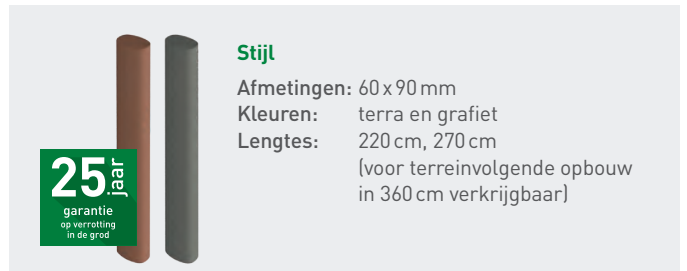 Stijl
Afmetingen: 60 x 90 mm
Kleuren: terra en grafiet
Lengtes: 220 cm, 270 cm
(voor terreinvolgende opbouw
in 360 cm verkrijgbaar)
25 jaar
garantie
op verrotting
in de grod